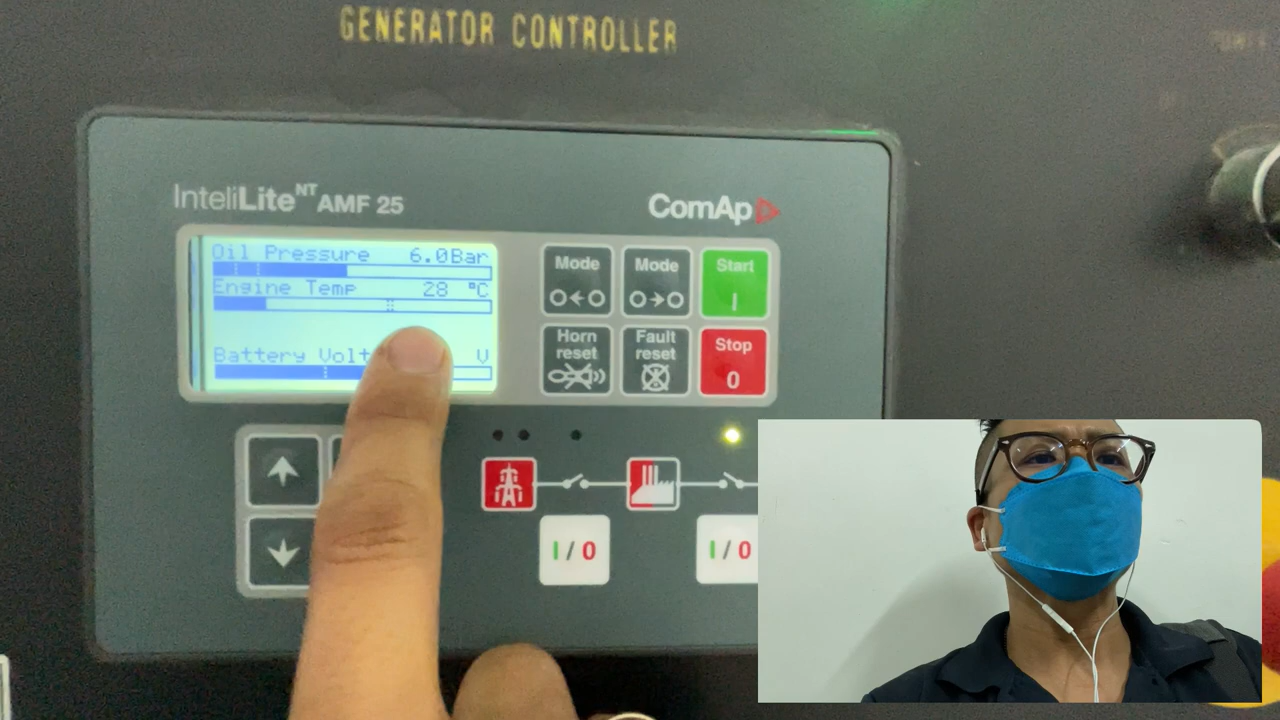 GENERATOR CONTROLLER
InteliLite NT AMF 25
ComAp
Oil Pressure 6.0Bar
Engine Temp 28 °C
Battery Volt V
Mode
Mode
Start
I
Horn reset
Fault reset
Stop
0
I / 0
I / 0